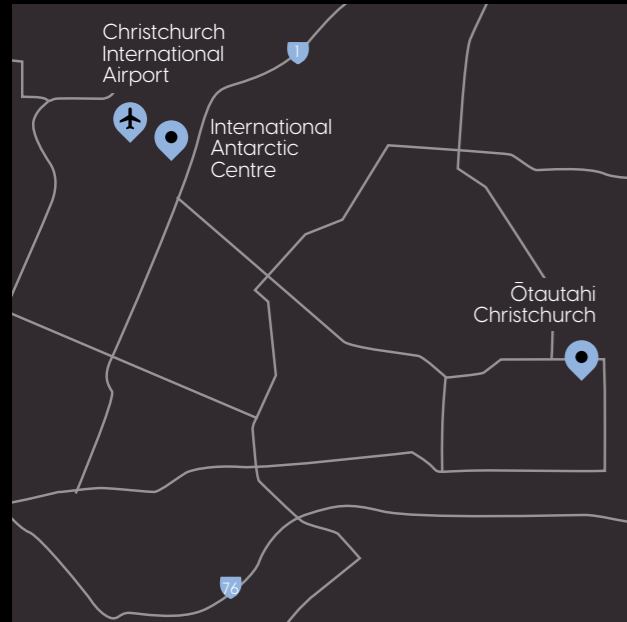 Christchurch
International
Airport
1
International
Antarctic
Centre
Ōtautahi
Christchurch
76